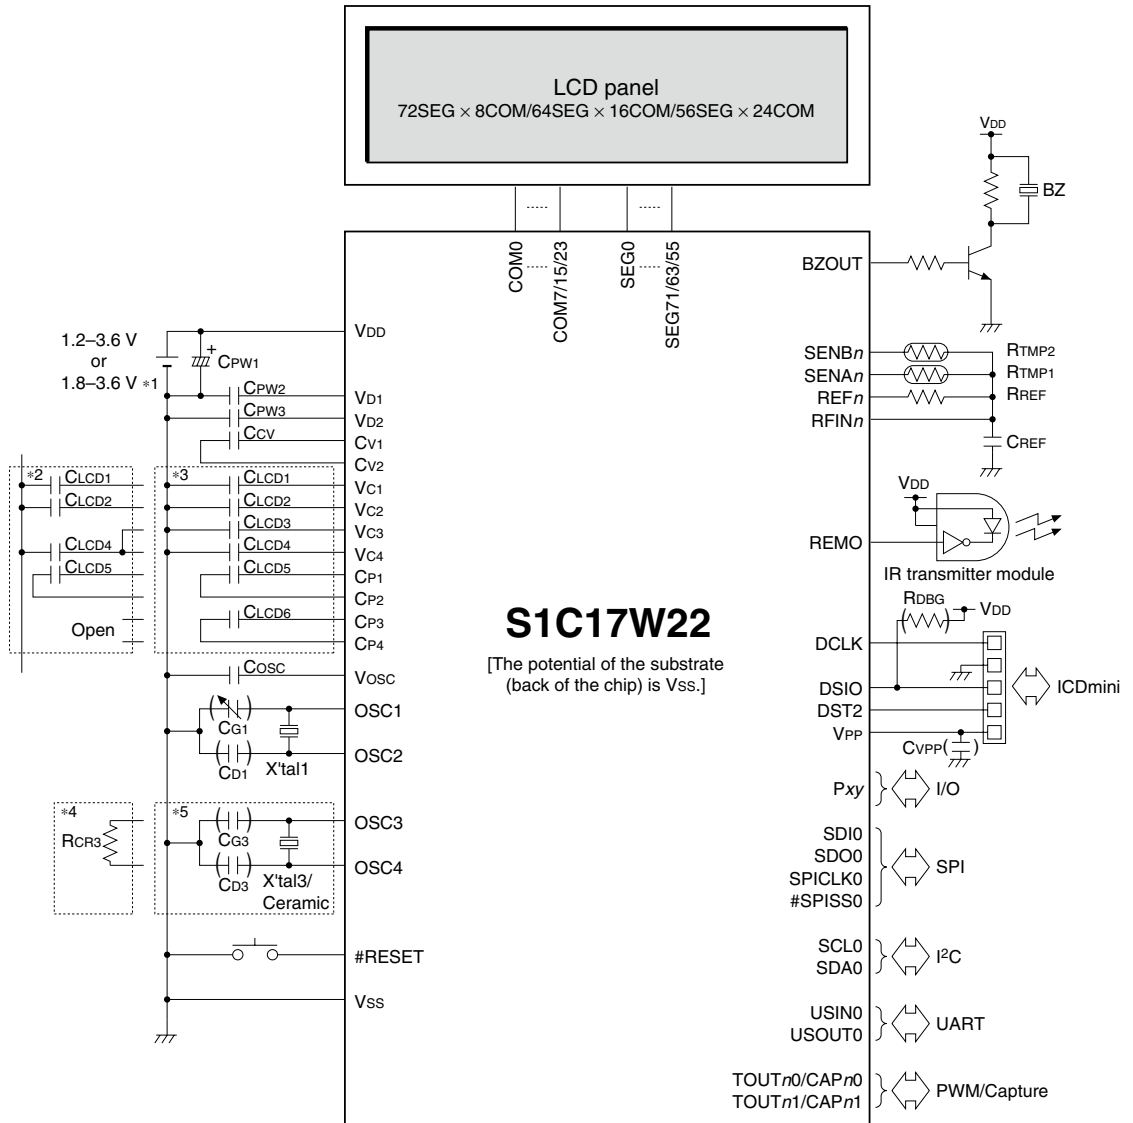 LCD panel
72SEG × 8COM/64SEG × 16COM/56SEG × 24COM
COM0
COM7/15/23
SEG0
SEG71/63/55
VDD
BZ
BZOUT
1.2–3.6 V
or
1.8–3.6 V *1
+
CPW1
VDD
CPW2
VD1
CPW3
VD2
CCV
CV1
CV2
*2
CLCD1
CLCD2
CLCD4
CLCD5
Open
*3
CLCD1
VC1
CLCD2
VC2
CLCD3
VC3
CLCD4
VC4
CLCD5
CP1
CP2
CLCD6
CP3
CP4
COSC
VOSC
OSC1
CG1
CD1
X'tal1
OSC2
*4
RCR3
*5
OSC3
CG3
CD3
X'tal3/
Ceramic
OSC4
#RESET
VSS
S1C17W22
[The potential of the substrate
(back of the chip) is VSS.]
SENBn
RTMP2
SENAn
RTMP1
REFn
RREF
RFINn
CREF
VDD
REMO
IR transmitter module
RDBG
VDD
DCLK
DSIO
ICDmini
DST2
VPP
CVPP
Pxy
I/O
SDI0
SDO0
SPICLK0
#SPISS0
SPI
SCL0
SDA0
I²C
USIN0
USOUT0
UART
TOUTn0/CAPn0
TOUTn1/CAPn1
PWM/Capture